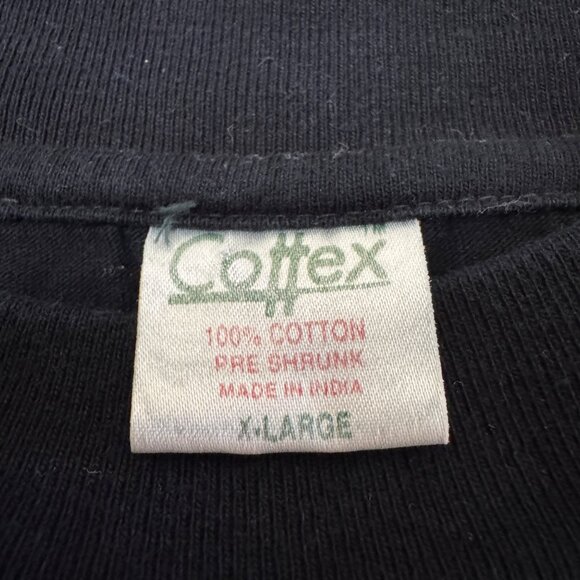 Cottex
100% COTTON
PRE SHRUNK
MADE IN INDIA
X-LARGE